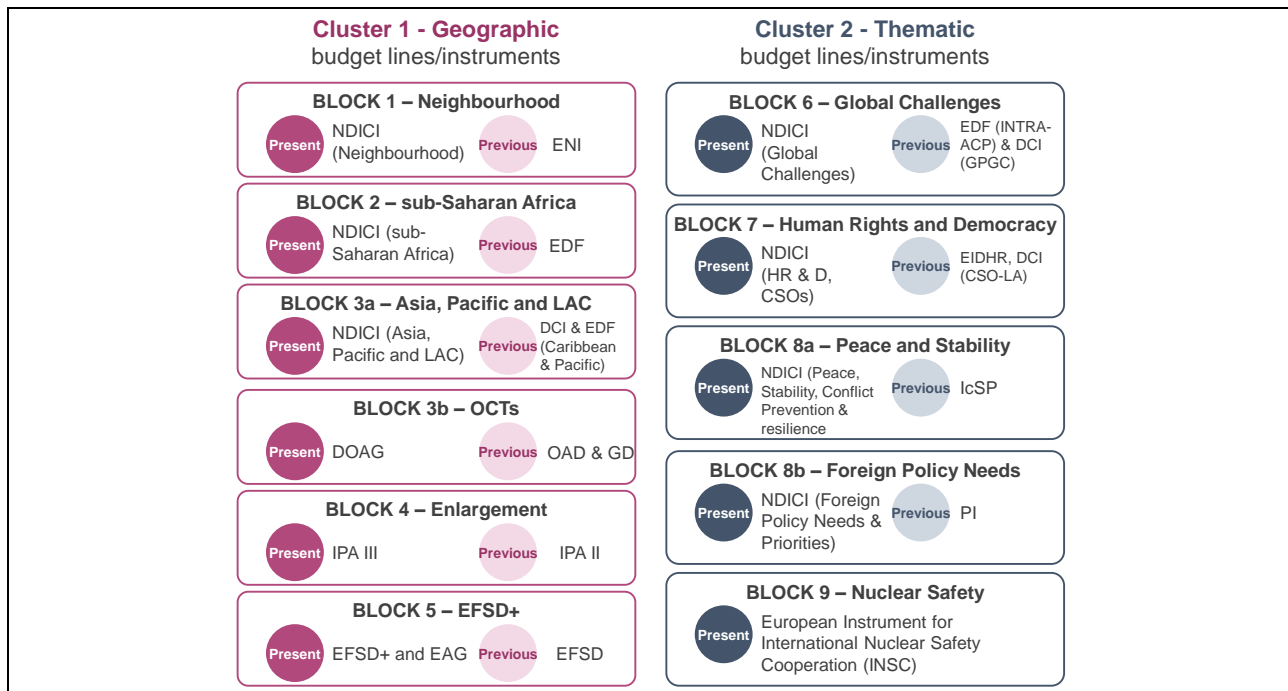 Cluster 1 - Geographic
budget lines/instruments
BLOCK 1 – Neighbourhood
Present
NDICI
(Neighbourhood)
Previous
ENI
BLOCK 2 – sub-Saharan Africa
Present
NDICI (sub-
Saharan Africa)
Previous
EDF
BLOCK 3a – Asia, Pacific and LAC
Present
NDICI (Asia,
Pacific and LAC)
Previous
DCI & EDF
(Caribbean
& Pacific)
BLOCK 3b – OCTs
Present
DOAG
Previous
OAD & GD
BLOCK 4 – Enlargement
Present
IPA III
Previous
IPA II
BLOCK 5 – EFSD+
Present
EFSD+ and EAG
Previous
EFSD
Cluster 2 - Thematic
budget lines/instruments
BLOCK 6 – Global Challenges
Present
NDICI
(Global
Challenges)
Previous
EDF (INTRA-
ACP) & DCI
(GPGC)
BLOCK 7 – Human Rights and Democracy
Present
NDICI
(HR & D,
CSOs)
Previous
EIDHR, DCI
(CSO-LA)
BLOCK 8a – Peace and Stability
Present
NDICI (Peace,
Stability, Conflict
Prevention &
resilience
Previous
IcSP
BLOCK 8b – Foreign Policy Needs
Present
NDICI (Foreign
Policy Needs &
Priorities)
Previous
PI
BLOCK 9 – Nuclear Safety
Present
European Instrument for
International Nuclear Safety
Cooperation (INSC)